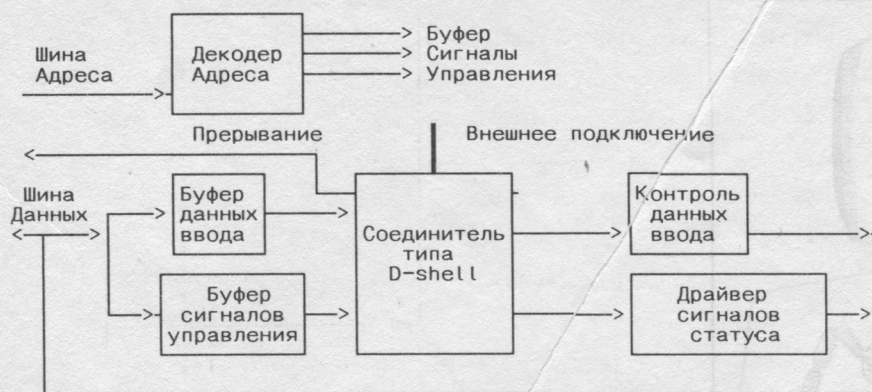 Шина
Адреса
Декодер
Адреса
Буфер
Сигналы
Управления
Прерывание
Внешнее подключение
Шина
Данных
Буфер
данных
ввода
Соединитель
типа
D-shell
Контроль
данных
ввода
Буфер
сигналов
управления
Драйвер
сигналов
статуса